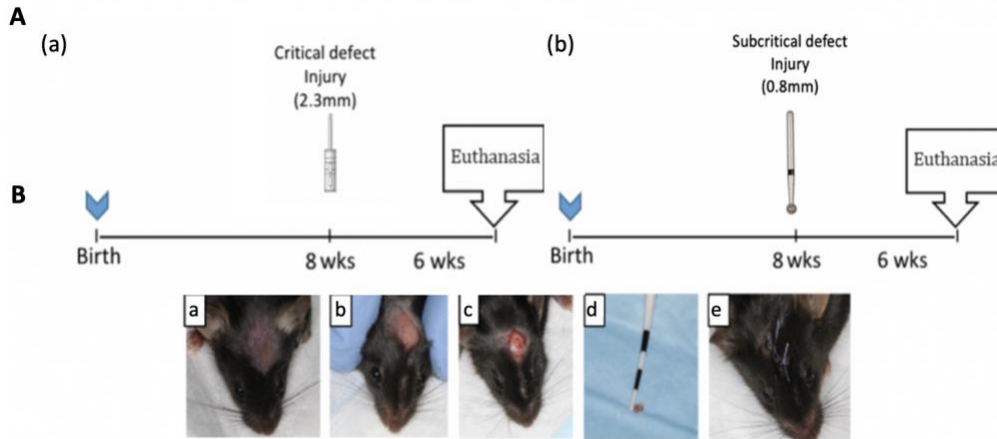 A
(a)
Critical defect
Injury
(2.3mm)
Euthanasia
(b)
Subcritical defect
Injury
(0.8mm)
Euthanasia
B
Birth
8 wks
6 wks
Birth
8 wks
6 wks
a
b
c
d
e